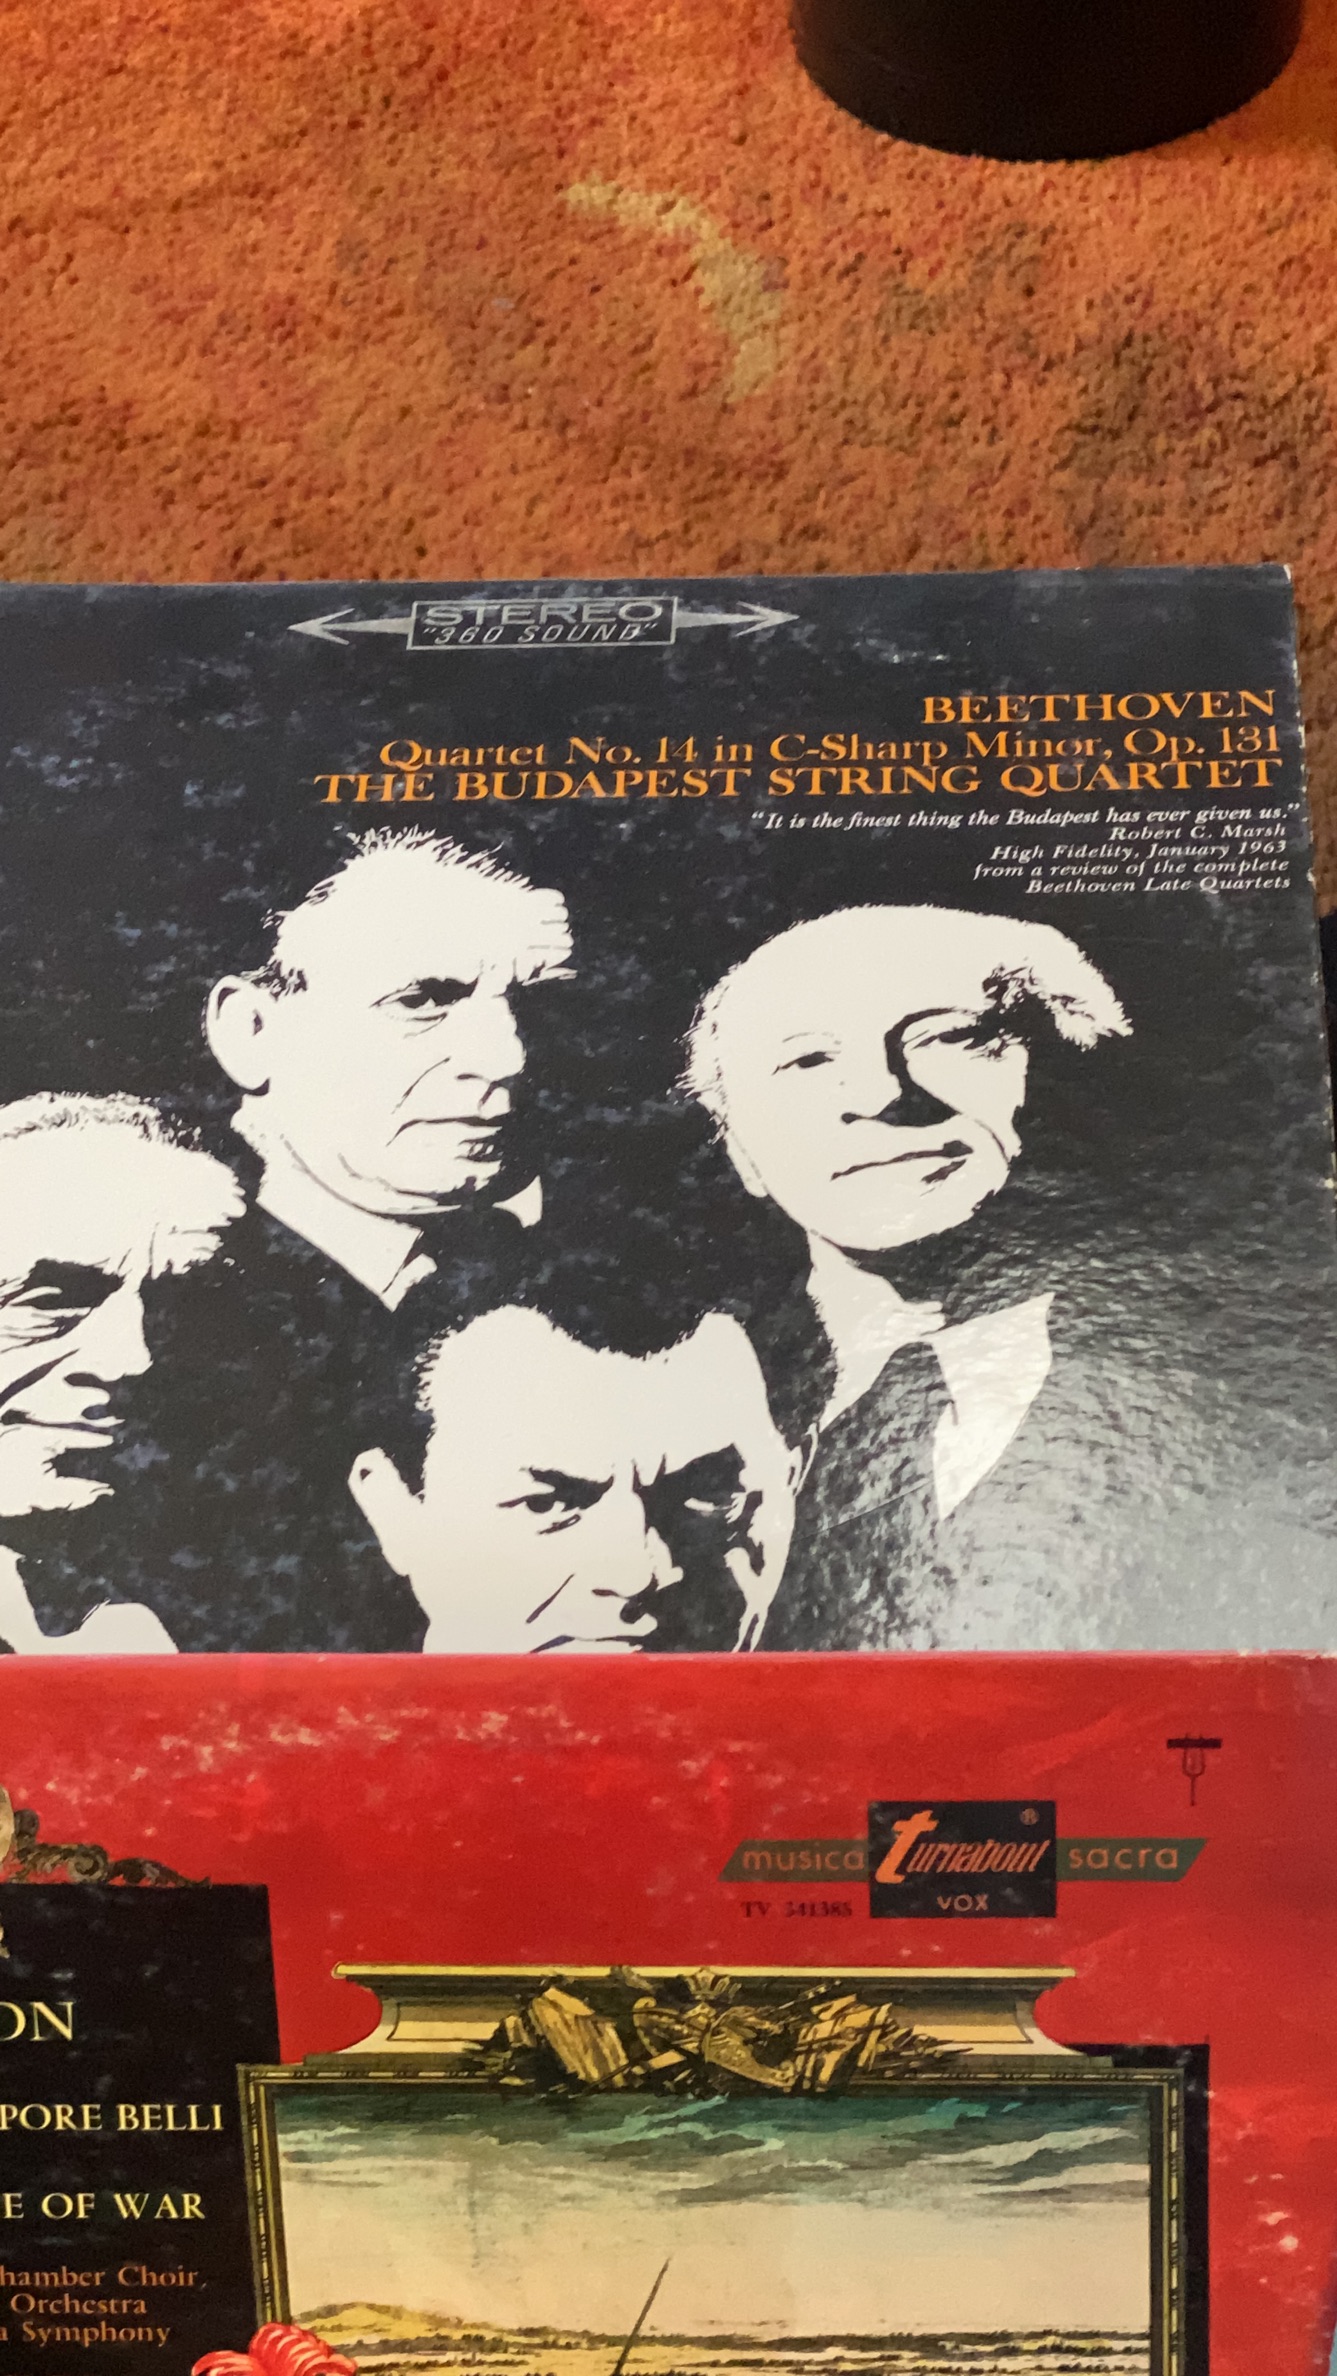 STEREO
"360 SOUND"
BEETHOVEN
Quartet No. 14 in C-Sharp Minor, Op. 131
THE BUDAPEST STRING QUARTET
"It is the finest thing the Budapest has ever given us."
Robert C. Marsh
High Fidelity, January 1963
from a review of the complete
Beethoven Late Quartets
musica turnabout® sacra
TV 34138S VOX
ON
PORE BELLI
E OF WAR
hamber Choir,
Orchestra
a Symphony